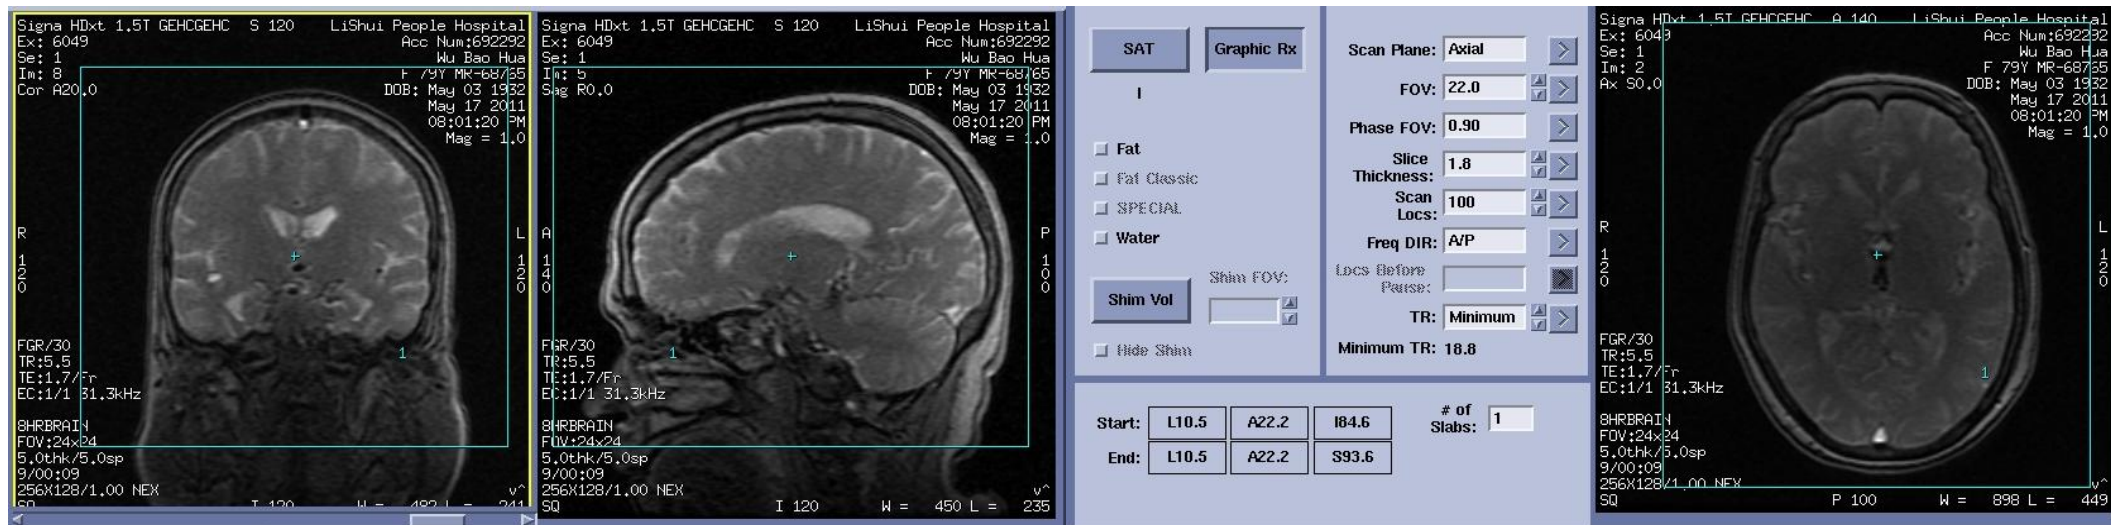 Signa HDxt 1.5T GEHCGEHC S 120 LiShui People Hospital
Ex: 6049 Acc Num:692292
Se: 1 Wu Bao Hua
Im: 8 F 79Y MR-68765
Cor A20.0 DOB: May 03 1932
May 17 2011
08:01:20 PM
Mag = 1.0
R L
120 120
1
FGR/30
TR:5.5
TE:1.7/Fr
EC:1/1 31.3kHz
8HRBRAIN
FOV:24x24
5.0thk/5.0sp
9/00:09
256X128/1.00 NEX v^
SQ I 120 W = 482 L = 241
Signa HDxt 1.5T GEHCGEHC S 120 LiShui People Hospital
Ex: 6049 Acc Num:692292
Se: 1 Wu Bao Hua
Im: 5 F 79Y MR-68765
Sag R0.0 DOB: May 03 1932
May 17 2011
08:01:20 PM
Mag = 1.0
A P
140 100
1
FGR/30
TR:5.5
TE:1.7/Fr
EC:1/1 31.3kHz
8HRBRAIN
FOV:24x24
5.0thk/5.0sp
9/00:09
256X128/1.00 NEX v^
SQ I 120 W = 450 L = 235
SAT Graphic Rx
I
Fat
Fat Classic
SPECIAL
Water
Shim Vol Shim FOV:
Hide Shim
Scan Plane: Axial >
FOV: 22.0 >
Phase FOV: 0.90 >
Slice Thickness: 1.8 >
Scan Locs: 100 >
Freq DIR: A/P >
Locs Before Pause: >
TR: Minimum >
Minimum TR: 18.8
Start: L10.5 A22.2 I84.6 # of Slabs: 1
End: L10.5 A22.2 S93.6
Signa HDxt 1.5T GEHCGEHC A 140 LiShui People Hospital
Ex: 6049 Acc Num:692292
Se: 1 Wu Bao Hua
Im: 2 F 79Y MR-68765
Ax S0.0 DOB: May 03 1932
May 17 2011
08:01:20 PM
Mag = 1.0
R L
120 120
1
FGR/30
TR:5.5
TE:1.7/Fr
EC:1/1 31.3kHz
8HRBRAIN
FOV:24x24
5.0thk/5.0sp
9/00:09
256X128/1.00 NEX v^
SQ P 100 W = 898 L = 449